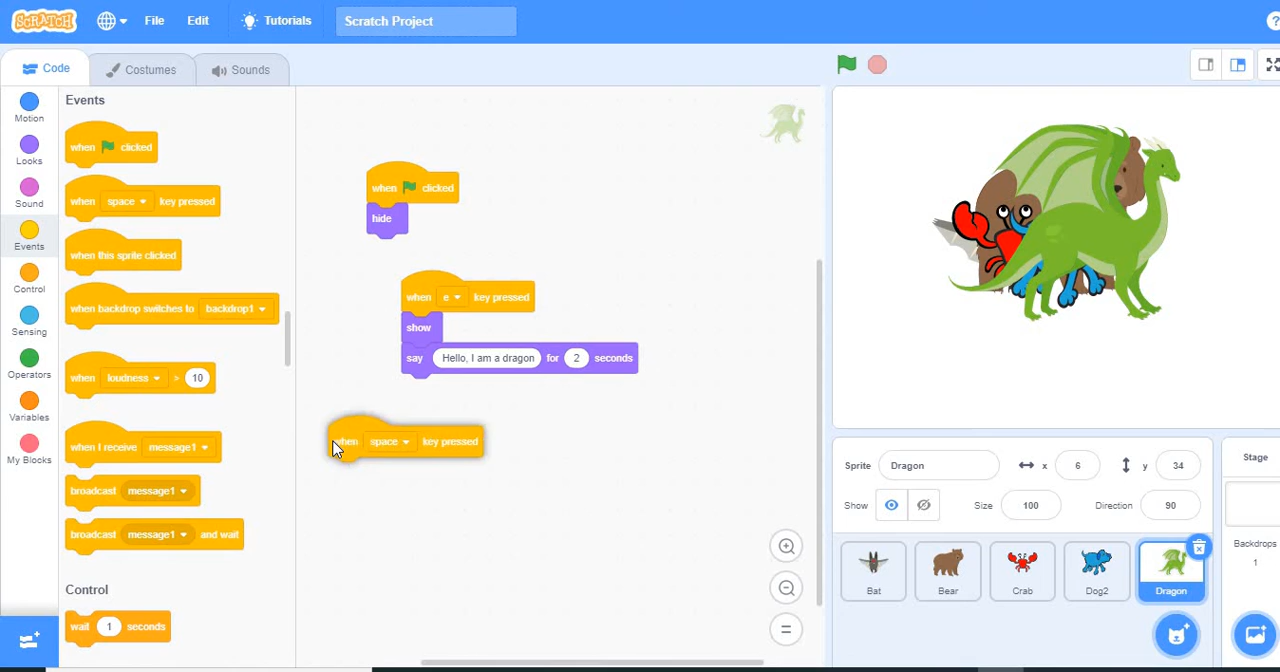 SCRATCH File Edit Tutorials Scratch Project ?
Code Costumes Sounds
Motion
Looks
Sound
Events
Control
Sensing
Operators
Variables
My Blocks
Events
when clicked
when space key pressed
when this sprite clicked
when backdrop switches to backdrop1
when loudness > 10
when I receive message1
broadcast message1
broadcast message1 and wait
Control
wait 1 seconds
when clicked
hide
when e key pressed
show
say Hello, I am a dragon for 2 seconds
when space key pressed
Sprite Dragon x 6 y 34
Show Size 100 Direction 90
Bat Bear Crab Dog2 Dragon
Stage
Backdrops
1